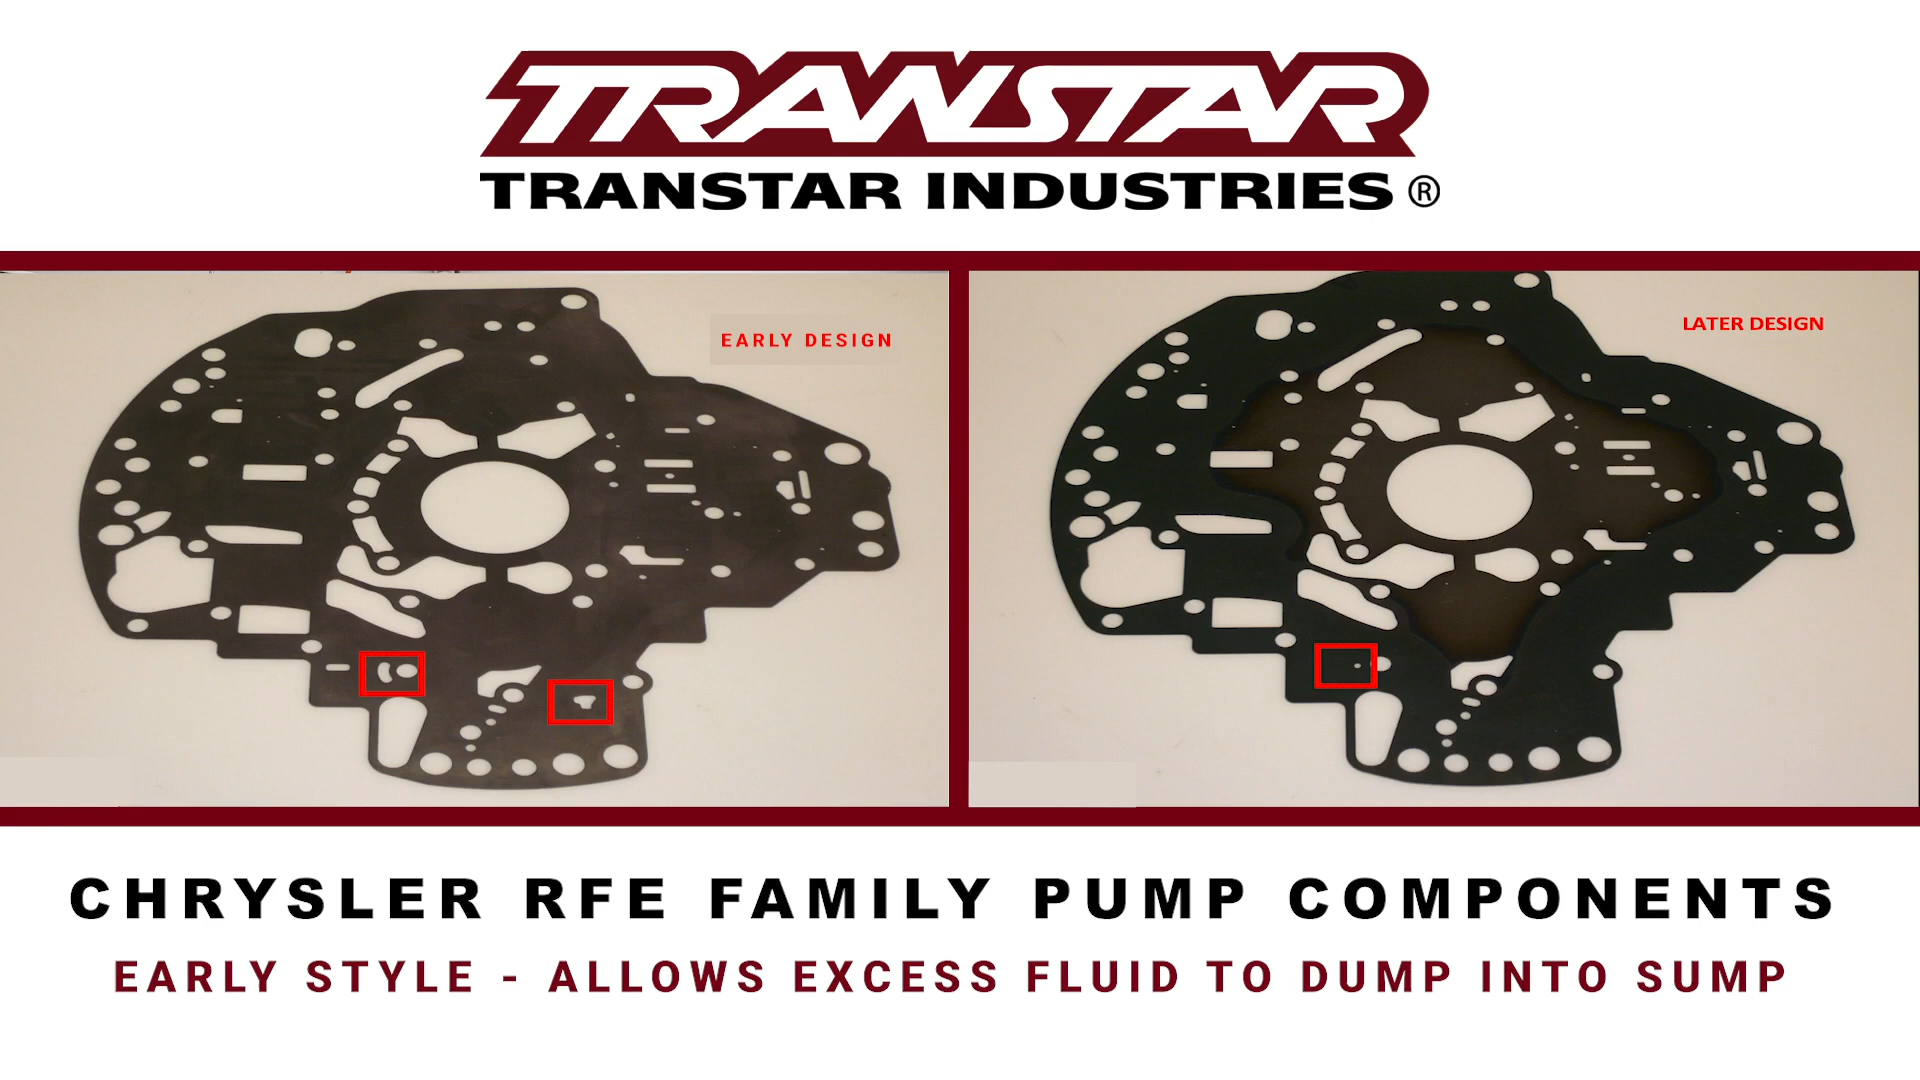 TRANSTAR
TRANSTAR INDUSTRIES ®
EARLY DESIGN
LATER DESIGN
CHRYSLER RFE FAMILY PUMP COMPONENTS
EARLY STYLE - ALLOWS EXCESS FLUID TO DUMP INTO SUMP